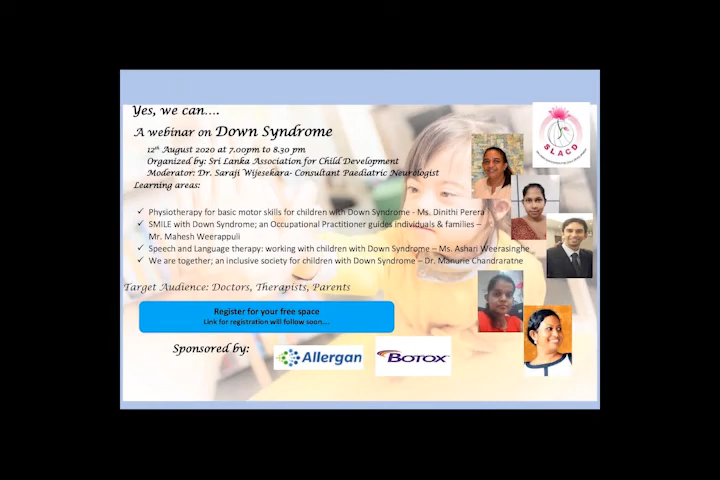 Yes, we can....
A webinar on Down Syndrome
12th August 2020 at 7.00pm to 8.30 pm
Organized by: Sri Lanka Association for Child Development
Moderator: Dr. Saraji Wijesekara- Consultant Paediatric Neurologist
Learning areas:
✓ Physiotherapy for basic motor skills for children with Down Syndrome - Ms. Dinithi Perera
✓ SMILE with Down Syndrome; an Occupational Practitioner guides individuals & families –
Mr. Mahesh Weerappuli
✓ Speech and Language therapy: working with children with Down Syndrome – Ms. Ashari Weerasinghe
✓ We are together; an inclusive society for children with Down Syndrome – Dr. Manurie Chandraratne
Target Audience: Doctors, Therapists, Parents
Register for your free space
Link for registration will follow soon....
Sponsored by:
Allergan
BOTOX
SLACD